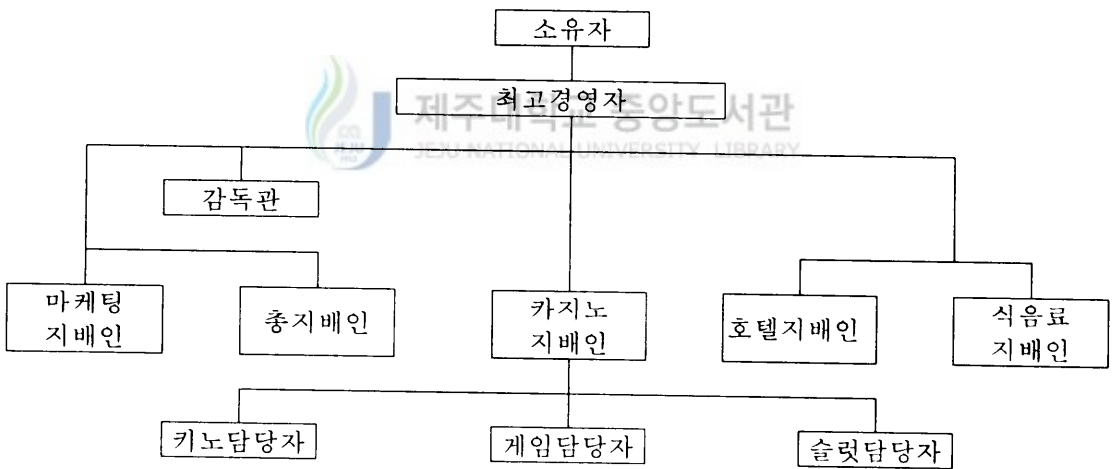 소유자
최고경영자
제주대학교 중앙도서관
JEJU NATIONAL UNIVERSITY LIBRARY
감독관
마케팅
지배인
총지배인
카지노
지배인
호텔지배인
식음료
지배인
키노담당자
게임담당자
슬럿담당자